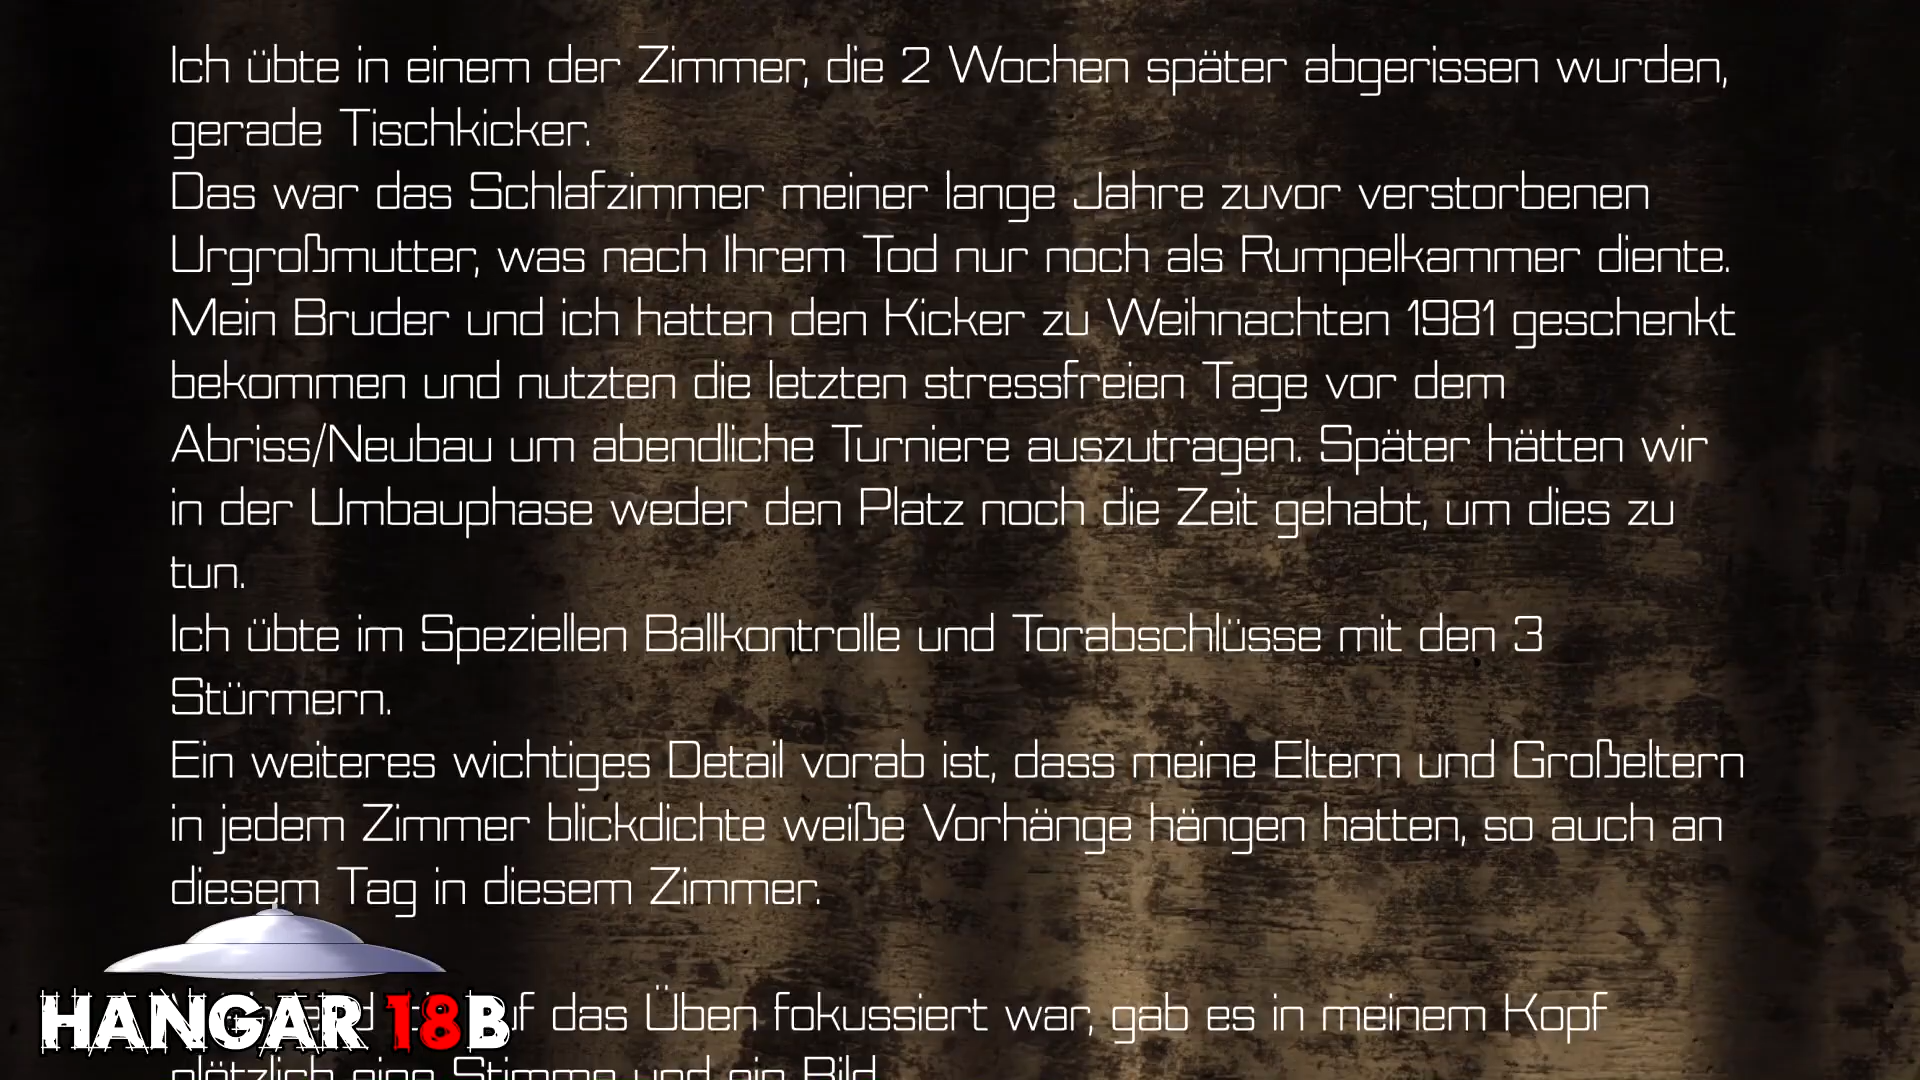 Ich übte in einem der Zimmer, die 2 Wochen später abgerissen wurden,
gerade Tischkicker.
Das war das Schlafzimmer meiner lange Jahre zuvor verstorbenen
Urgroßmutter, was nach Ihrem Tod nur noch als Rumpelkammer diente.
Mein Bruder und ich hatten den Kicker zu Weihnachten 1981 geschenkt
bekommen und nutzten die letzten stressfreien Tage vor dem
Abriss/Neubau um abendliche Turniere auszutragen. Später hätten wir
in der Umbauphase weder den Platz noch die Zeit gehabt, um dies zu
tun.
Ich übte im Speziellen Ballkontrolle und Torabschlüsse mit den 3
Stürmern.
Ein weiteres wichtiges Detail vorab ist, dass meine Eltern und Großeltern
in jedem Zimmer blickdichte weiße Vorhänge hängen hatten, so auch an
diesem Tag in diesem Zimmer.
das Üben fokussiert war, gab es in meinem Kopf
plötzlich eine Stimme und ein Bild
HANGAR 18B